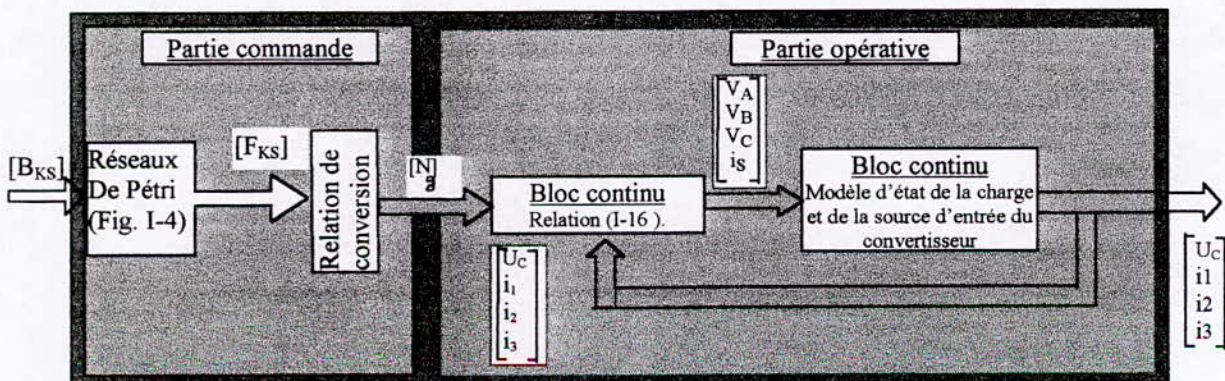 Partie commande
Partie opérative
[B_KS]
Réseaux
De Pétri
(Fig. I-4)
[F_KS]
Relation de
conversion
[N_g]
Bloc continu
Relation (I-16 ).
V_A
V_B
V_C
i_S
Bloc continu
Modèle d'état de la charge
et de la source d'entrée du
convertisseur
U_C
i_1
i_2
i_3
U_C
i1
i2
i3